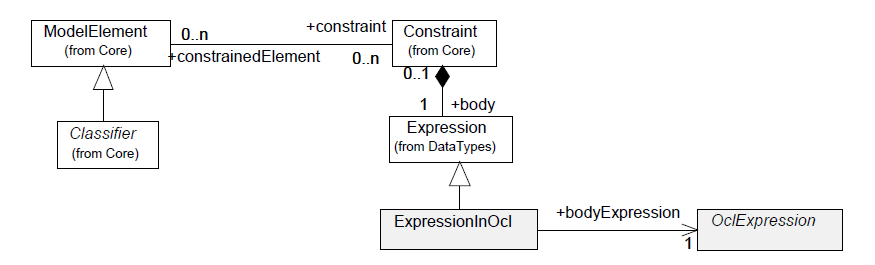 ModelElement
(from Core)
0..n
+constraint
+constrainedElement
0..n
Constraint
(from Core)
0..1
1
+body
Classifier
(from Core)
Expression
(from DataTypes)
ExpressionInOcl
+bodyExpression
1
OclExpression